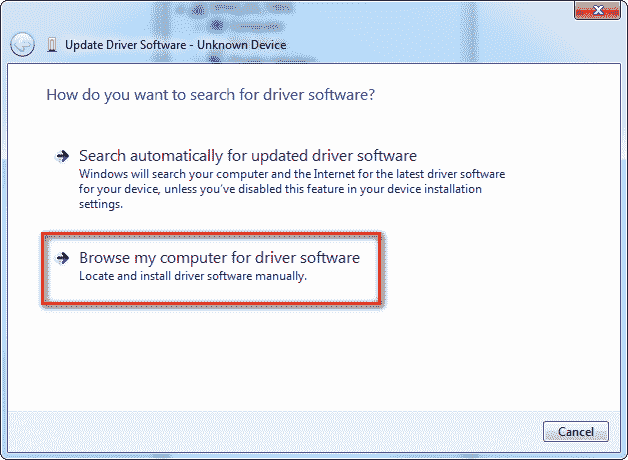 Update Driver Software - Unknown Device
How do you want to search for driver software?
Search automatically for updated driver software
Windows will search your computer and the Internet for the latest driver software
for your device, unless you've disabled this feature in your device installation
settings.
Browse my computer for driver software
Locate and install driver software manually.
Cancel